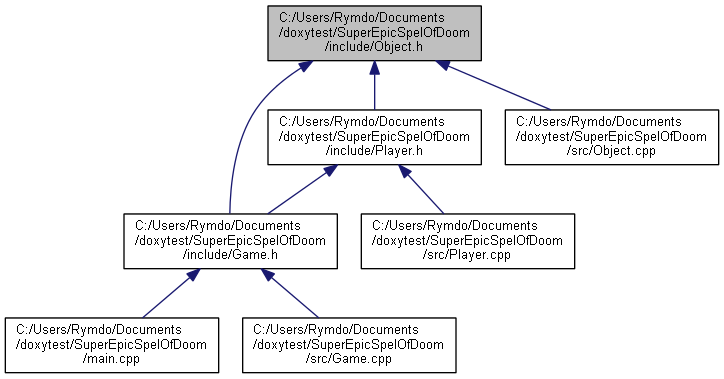 C:/Users/Rymdo/Documents
/doxytest/SuperEpicSpelOfDoom
/include/Object.h
C:/Users/Rymdo/Documents
/doxytest/SuperEpicSpelOfDoom
/include/Player.h
C:/Users/Rymdo/Documents
/doxytest/SuperEpicSpelOfDoom
/src/Object.cpp
C:/Users/Rymdo/Documents
/doxytest/SuperEpicSpelOfDoom
/include/Game.h
C:/Users/Rymdo/Documents
/doxytest/SuperEpicSpelOfDoom
/src/Player.cpp
C:/Users/Rymdo/Documents
/doxytest/SuperEpicSpelOfDoom
/main.cpp
C:/Users/Rymdo/Documents
/doxytest/SuperEpicSpelOfDoom
/src/Game.cpp